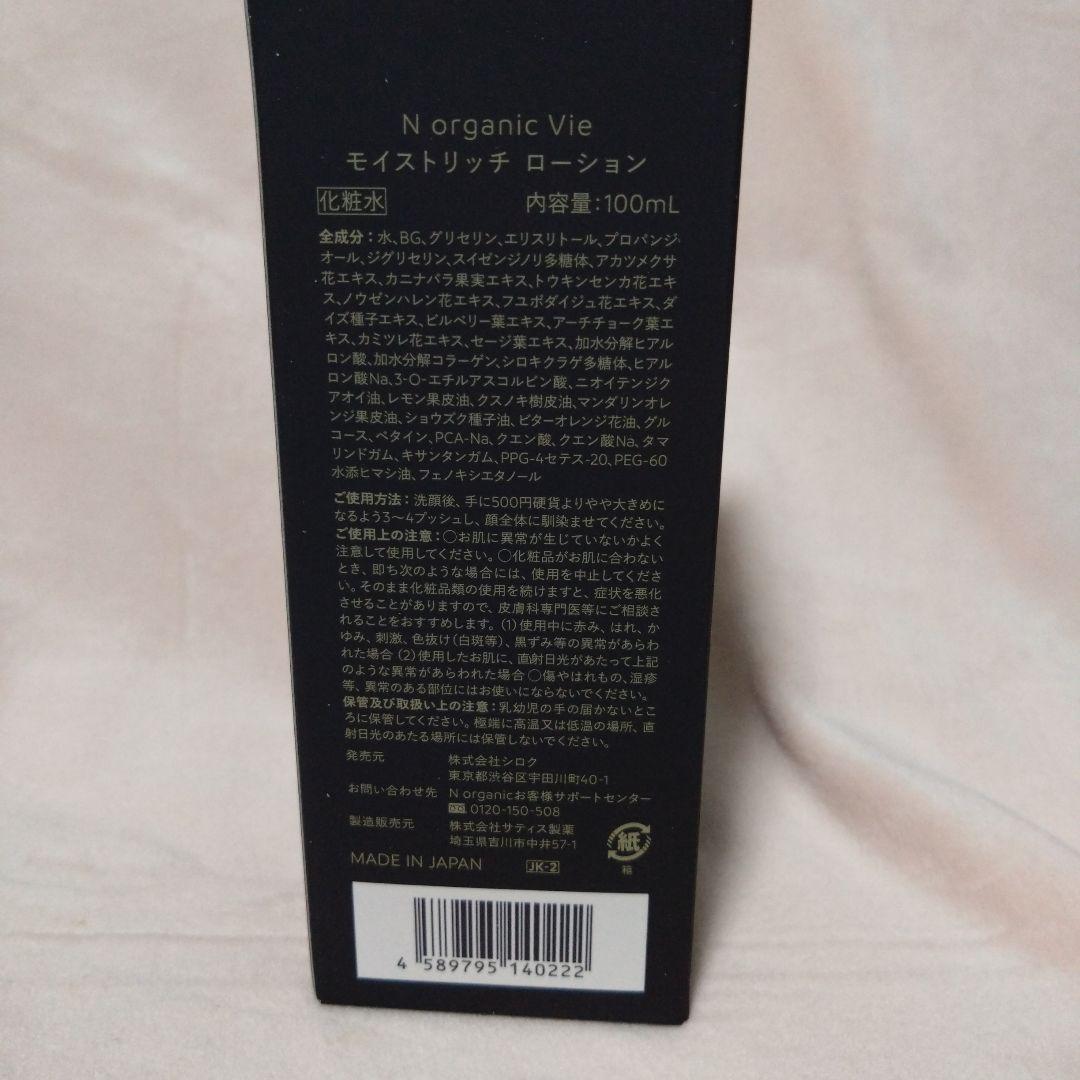 N organic Vie
モイストリッチ ローション
化粧水 内容量:100mL
全成分:水、BG、グリセリン、エリスリトール、プロパンジ
オール、ジグリセリン、スイゼンジノリ多糖体、アカツメクサ
花エキス、カニナバラ果実エキス、トウキンセンカ花エキ
ス、ノウゼンハレン花エキス、フユボダイジュ花エキス、ダ
イズ種子エキス、ビルベリー葉エキス、アーチチョーク葉エ
キス、カミツレ花エキス、セージ葉エキス、加水分解ヒアル
ロン酸、加水分解コラーゲン、シロキクラゲ多糖体、ヒアル
ロン酸Na、3-O-エチルアスコルビン酸、ニオイテンジク
アオイ油、レモン果皮油、クスノキ樹皮油、マンダリンオレ
ンジ果皮油、ショウズク種子油、ビターオレンジ花油、グル
コース、ベタイン、PCA-Na、クエン酸、クエン酸Na、タマ
リンドガム、キサンタンガム、PPG-4セテス-20、PEG-60
水添ヒマシ油、フェノキシエタノール
ご使用方法:洗顔後、手に500円硬貨よりやや大きめに
なるよう3〜4プッシュし、顔全体に馴染ませてください。
ご使用上の注意:○お肌に異常が生じていないかよく
注意して使用してください。○化粧品がお肌に合わない
とき、即ち次のような場合には、使用を中止してくださ
い。そのまま化粧品類の使用を続けますと、症状を悪化
させることがありますので、皮膚科専門医等にご相談さ
れることをおすすめします。(1)使用中に赤み、はれ、か
ゆみ、刺激、色抜け(白斑等)、黒ずみ等の異常があらわ
れた場合 (2)使用したお肌に、直射日光があたって上記
のような異常があらわれた場合 ○傷やはれもの、湿疹
等、異常のある部位にはお使いにならないでください。
保管及び取扱い上の注意:乳幼児の手の届かないとこ
ろに保管してください。極端に高温又は低温の場所、直
射日光のあたる場所には保管しないでください。
発売元 株式会社シロク
東京都渋谷区宇田川町40-1
お問い合わせ先 N organicお客様サポートセンター
0120-150-508
製造販売元 株式会社サティス製薬
埼玉県吉川市中井57-1
紙
箱
MADE IN JAPAN JK-2
4 589795 140222